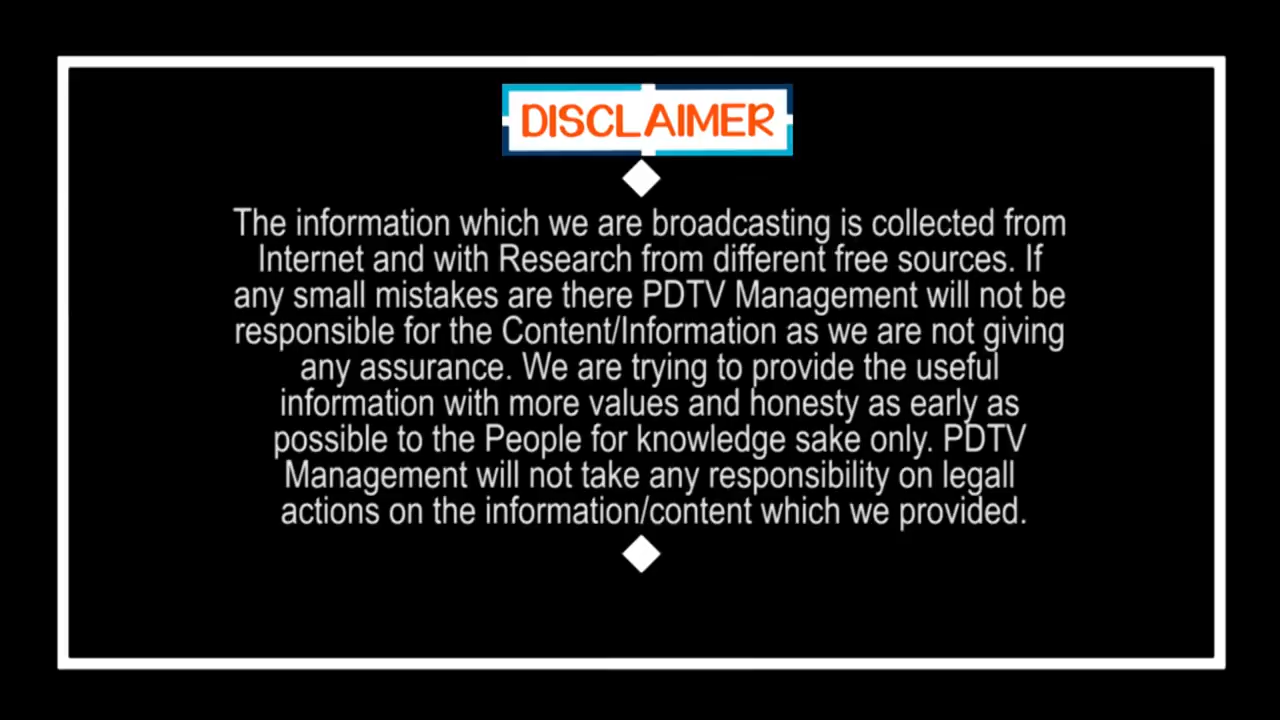 DISCLAIMER
The information which we are broadcasting is collected from
Internet and with Research from different free sources. If
any small mistakes are there PDTV Management will not be
responsible for the Content/Information as we are not giving
any assurance. We are trying to provide the useful
information with more values and honesty as early as
possible to the People for knowledge sake only. PDTV
Management will not take any responsibility on legall
actions on the information/content which we provided.